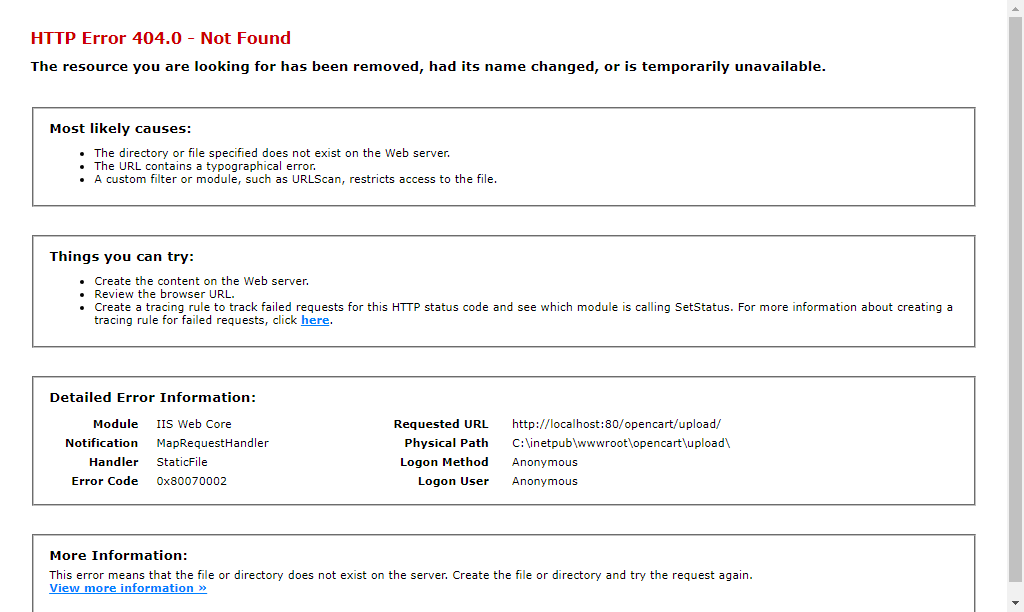 HTTP Error 404.0 - Not Found
The resource you are looking for has been removed, had its name changed, or is temporarily unavailable.
Most likely causes:
• The directory or file specified does not exist on the Web server.
• The URL contains a typographical error.
• A custom filter or module, such as URLScan, restricts access to the file.
Things you can try:
• Create the content on the Web server.
• Review the browser URL.
• Create a tracing rule to track failed requests for this HTTP status code and see which module is calling SetStatus. For more information about creating a
tracing rule for failed requests, click here.
Detailed Error Information:
Module IIS Web Core Requested URL http://localhost:80/opencart/upload/
Notification MapRequestHandler Physical Path C:\inetpub\wwwroot\opencart\upload\
Handler StaticFile Logon Method Anonymous
Error Code 0x80070002 Logon User Anonymous
More Information:
This error means that the file or directory does not exist on the server. Create the file or directory and try the request again.
View more information »